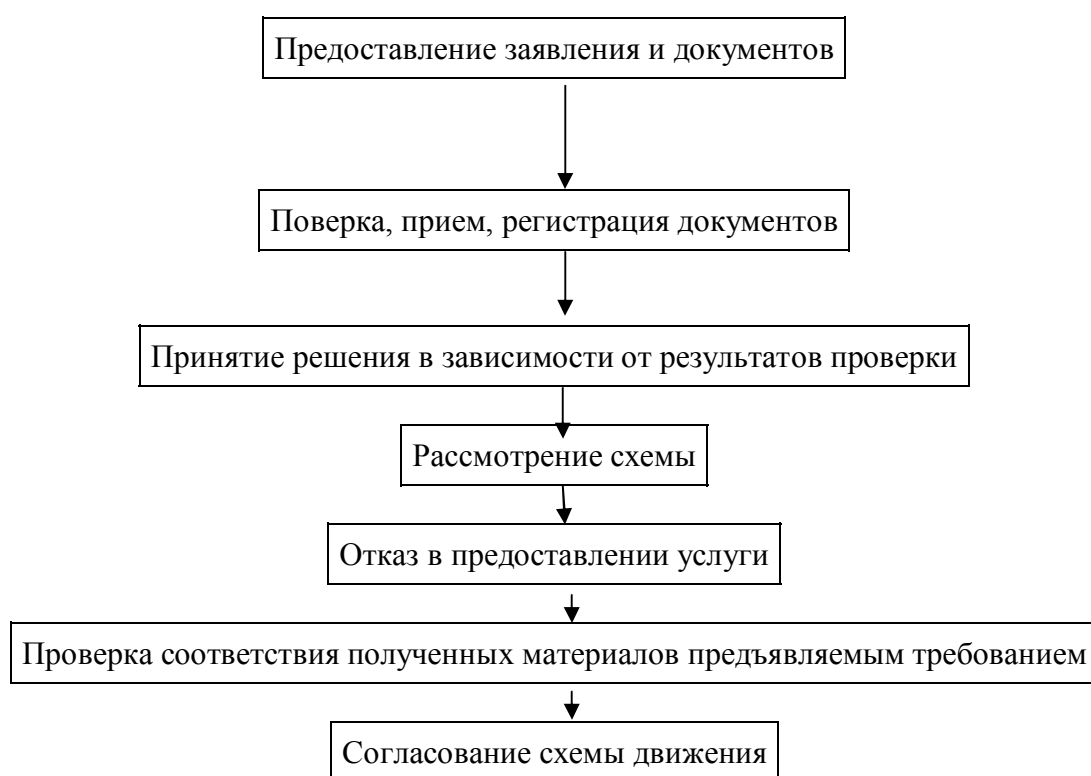 Предоставление заявления и документов
Поверка, прием, регистрация документов
Принятие решения в зависимости от результатов проверки
Рассмотрение схемы
Отказ в предоставлении услуги
Проверка соответствия полученных материалов предъявляемым требованием
Согласование схемы движения